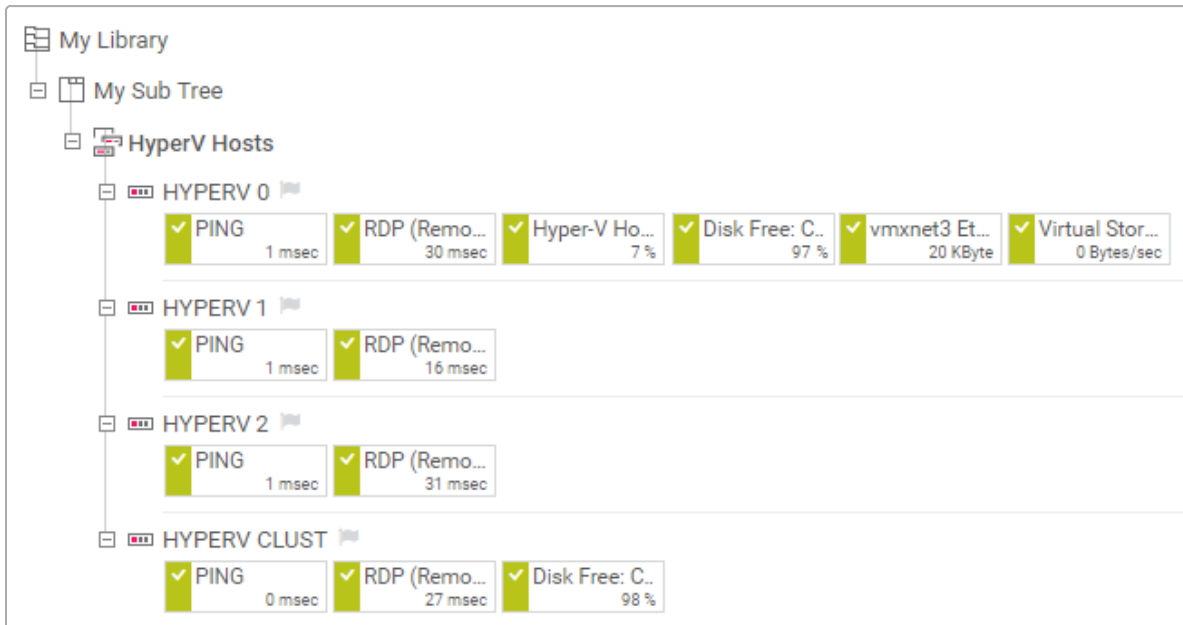 My Library
My Sub Tree
HyperV Hosts
HYPERV 0
PING
1 msec
RDP (Remo...
30 msec
Hyper-V Ho...
7 %
Disk Free: C..
97 %
vmxnet3 Et...
20 KByte
Virtual Stor...
0 Bytes/sec
HYPERV 1
PING
1 msec
RDP (Remo...
16 msec
HYPERV 2
PING
1 msec
RDP (Remo...
31 msec
HYPERV CLUST
PING
0 msec
RDP (Remo...
27 msec
Disk Free: C..
98 %